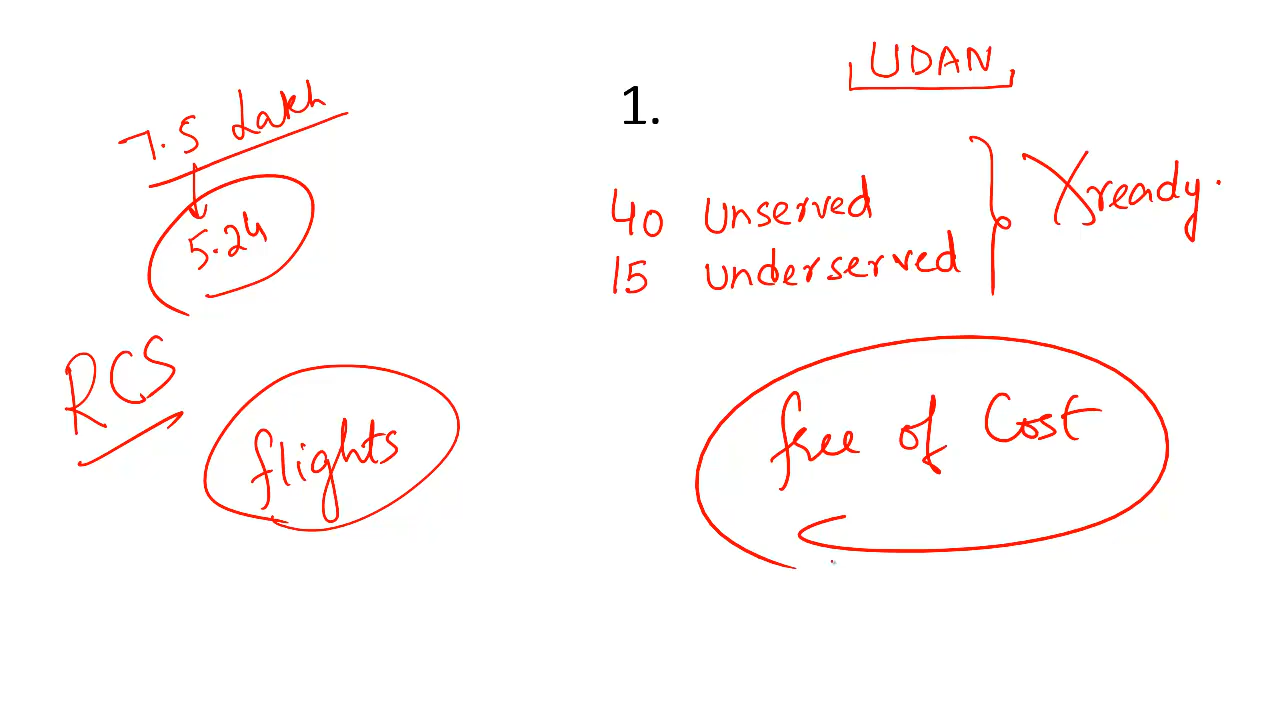 UDAN
1.
7.5 Lakh
5.24
40 Unserved
15 Underserved
Xready.
RCS
flights
free of Cost